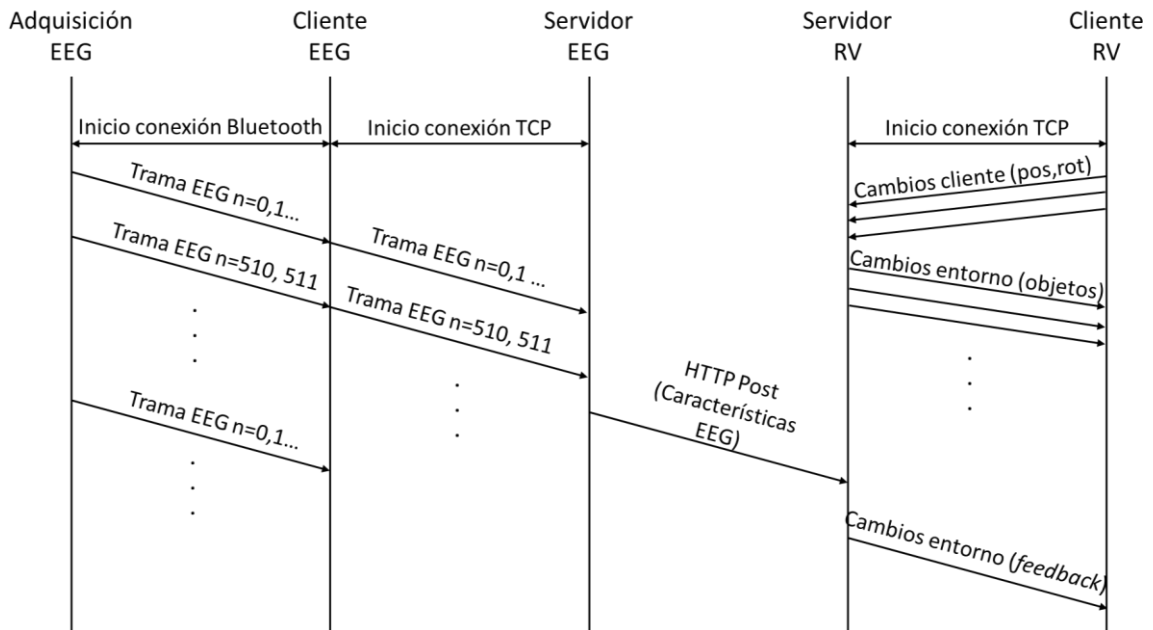 Adquisición
EEG
Cliente
EEG
Servidor
EEG
Servidor
RV
Cliente
RV
Inicio conexión Bluetooth
Inicio conexión TCP
Inicio conexión TCP
Trama EEG n=0,1...
Trama EEG n=510, 511
Trama EEG n=0,1 ...
Trama EEG n=510, 511
Trama EEG n=0,1...
HTTP Post
(Características
EEG)
Cambios cliente (pos,rot)
Cambios entorno (objetos)
Cambios entorno (feedback)